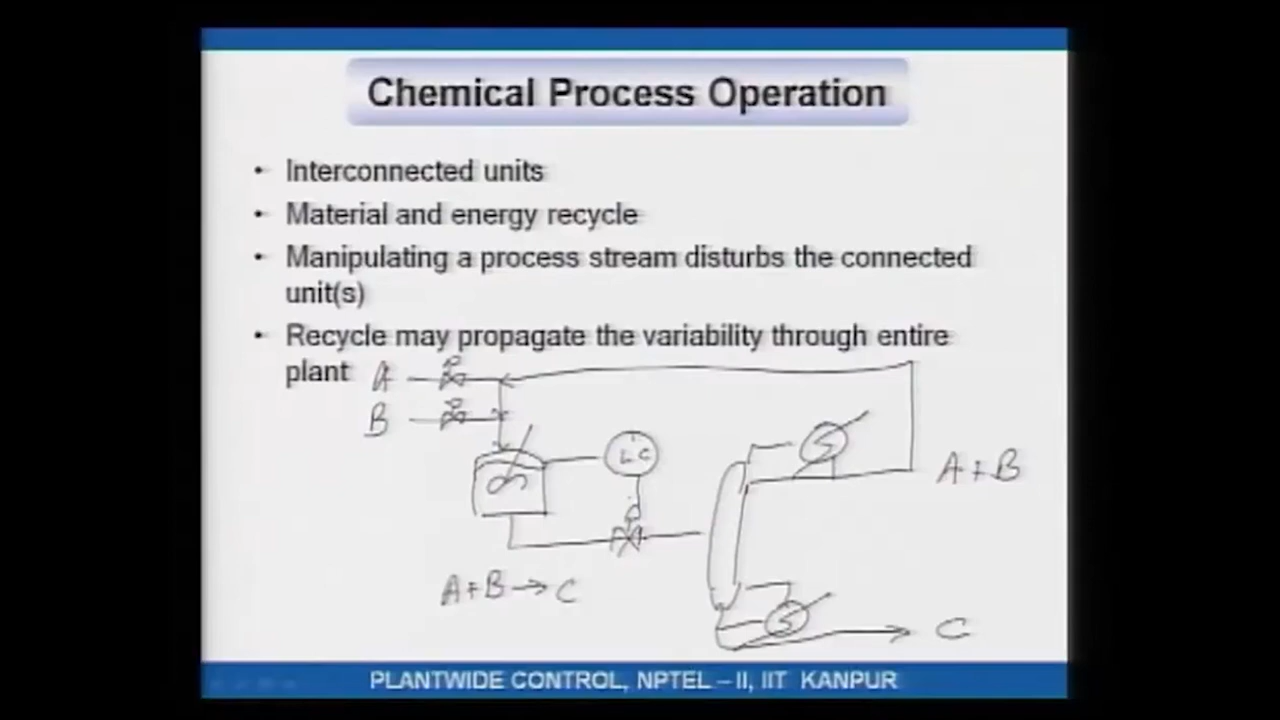 Chemical Process Operation
• Interconnected units
• Material and energy recycle
• Manipulating a process stream disturbs the connected
unit(s)
• Recycle may propagate the variability through entire
plant
A
B
LC
A+B
A+B → C
C
PLANTWIDE CONTROL, NPTEL – II, IIT KANPUR